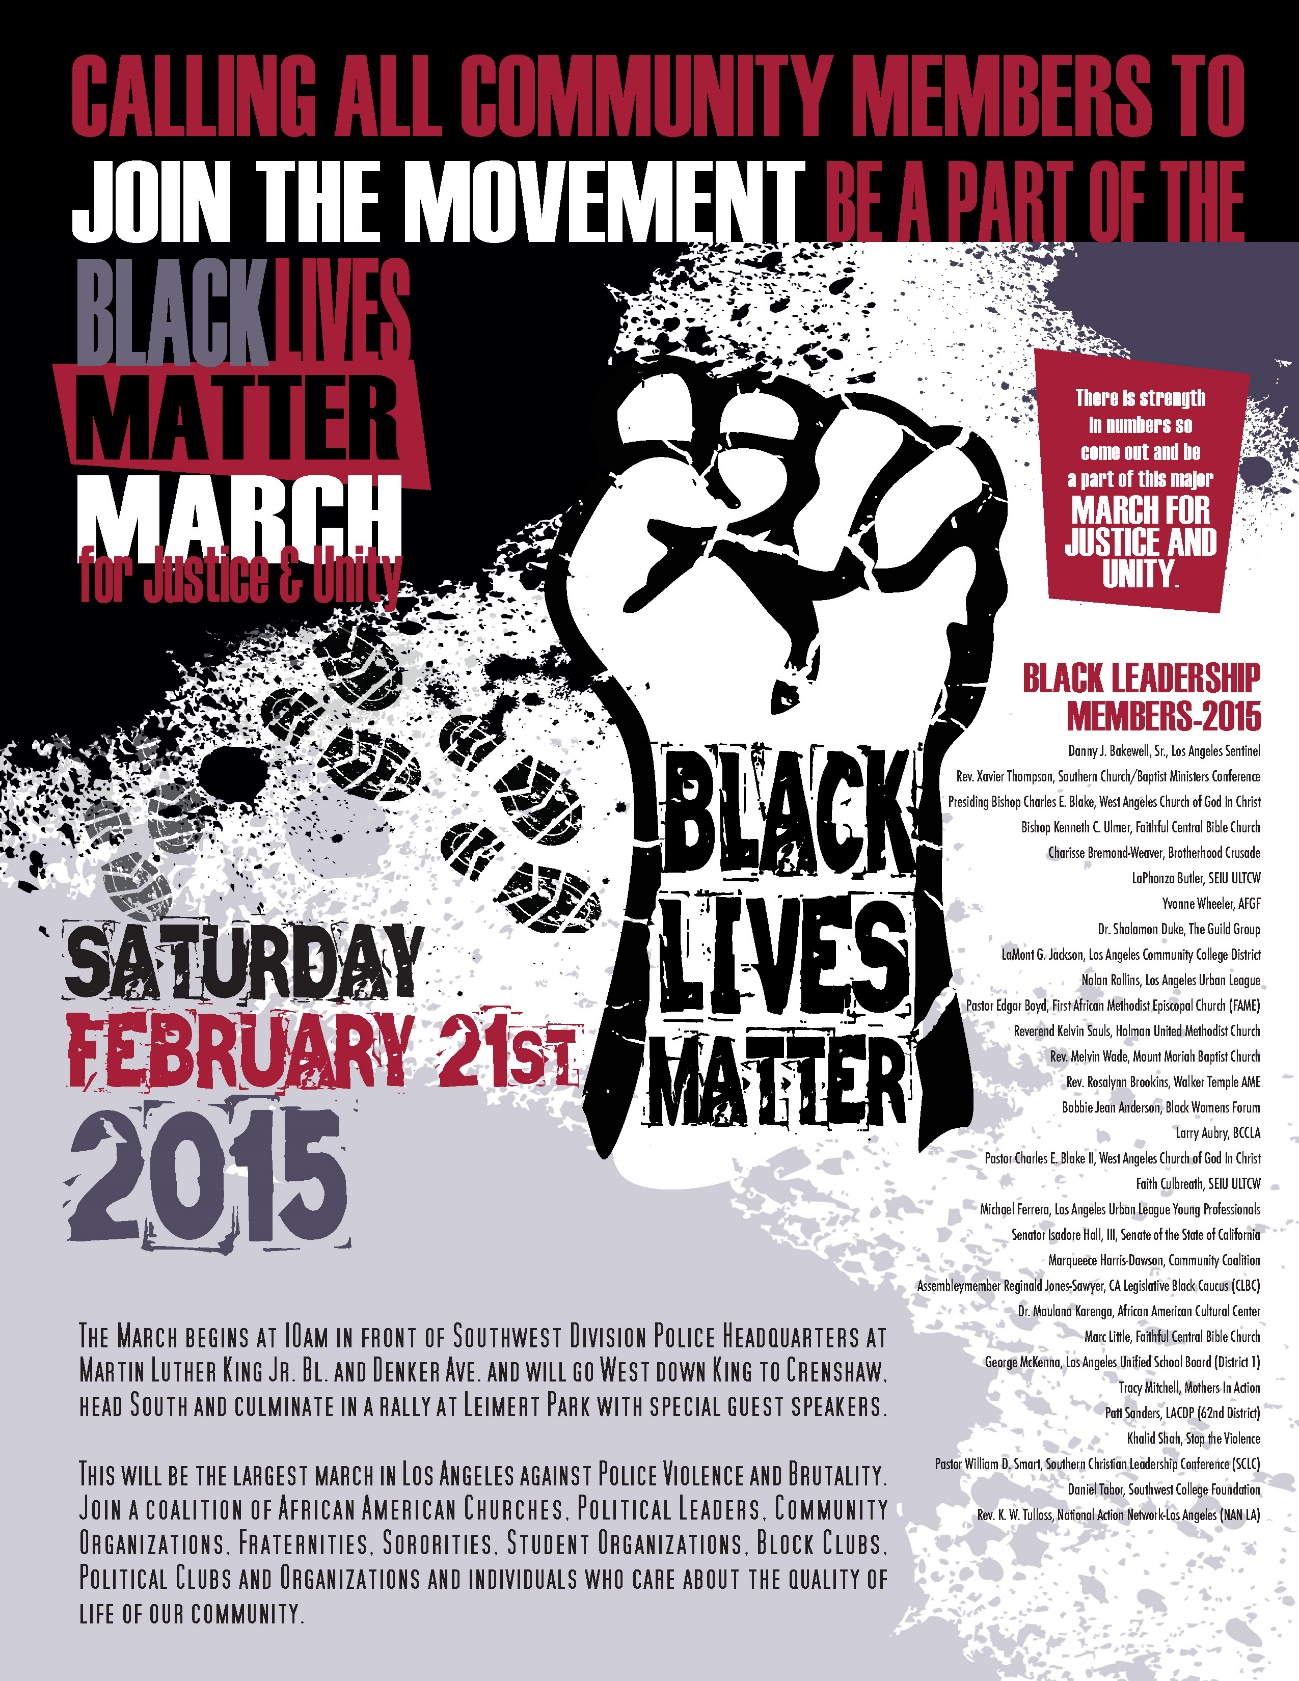 CALLING ALL COMMUNITY MEMBERS TO
JOIN THE MOVEMENT BE A PART OF THE
BLACK LIVES
MATTER
MARCH
for Justice & Unity
There is strength
in numbers so
come out and be
a part of this major
MARCH FOR
JUSTICE AND
UNITY.
BLACK
LIVES
MATTER
SATURDAY
FEBRUARY 21ST
2015
BLACK LEADERSHIP
MEMBERS-2015
Danny J. Bakewell, Sr., Los Angeles Sentinel
Rev. Xavier Thompson, Southern Church/Baptist Ministers Conference
Presiding Bishop Charles E. Blake, West Angeles Church of God In Christ
Bishop Kenneth C. Ulmer, Faithful Central Bible Church
Charisse Bremond-Weaver, Brotherhood Crusade
LaPhonza Butler, SEIU ULTCW
Yvonne Wheeler, AFGF
Dr. Shalamon Duke, The Guild Group
LaMont G. Jackson, Los Angeles Community College District
Nolan Rollins, Los Angeles Urban League
Pastor Edgar Boyd, First African Methodist Episcopal Church (FAME)
Reverend Kelvin Sauls, Holman United Methodist Church
Rev. Melvin Wade, Mount Moriah Baptist Church
Rev. Rosalynn Brookins, Walker Temple AME
Bobbie Jean Anderson, Black Womens Forum
Larry Aubry, BCCLA
Pastor Charles E. Blake II, West Angeles Church of God In Christ
Faith Culbreath, SEIU ULTCW
Michael Ferrera, Los Angeles Urban League Young Professionals
Senator Isadore Hall, III, Senate of the State of California
Marqueece Harris-Dawson, Community Coalition
Assembleymember Reginald Jones-Sawyer, CA Legislative Black Caucus (CLBC)
Dr. Maulana Karenga, African American Cultural Center
Marc Little, Faithful Central Bible Church
George McKenna, Los Angeles Unified School Board (District 1)
Tracy Mitchell, Mothers In Action
Patt Sanders, LACDP (62nd District)
Khalid Shah, Stop the Violence
Pastor William D. Smart, Southern Christian Leadership Conference (SCLC)
Daniel Tabor, Southwest College Foundation
Rev. K. W. Tulloss, National Action Network-Los Angeles (NAN LA)
THE MARCH BEGINS AT 10AM IN FRONT OF SOUTHWEST DIVISION POLICE HEADQUARTERS AT
MARTIN LUTHER KING JR. BL. AND DENKER AVE. AND WILL GO WEST DOWN KING TO CRENSHAW,
HEAD SOUTH AND CULMINATE IN A RALLY AT LEIMERT PARK WITH SPECIAL GUEST SPEAKERS.
THIS WILL BE THE LARGEST MARCH IN LOS ANGELES AGAINST POLICE VIOLENCE AND BRUTALITY.
JOIN A COALITION OF AFRICAN AMERICAN CHURCHES, POLITICAL LEADERS, COMMUNITY
ORGANIZATIONS, FRATERNITIES, SORORITIES, STUDENT ORGANIZATIONS, BLOCK CLUBS,
POLITICAL CLUBS AND ORGANIZATIONS AND INDIVIDUALS WHO CARE ABOUT THE QUALITY OF
LIFE OF OUR COMMUNITY.